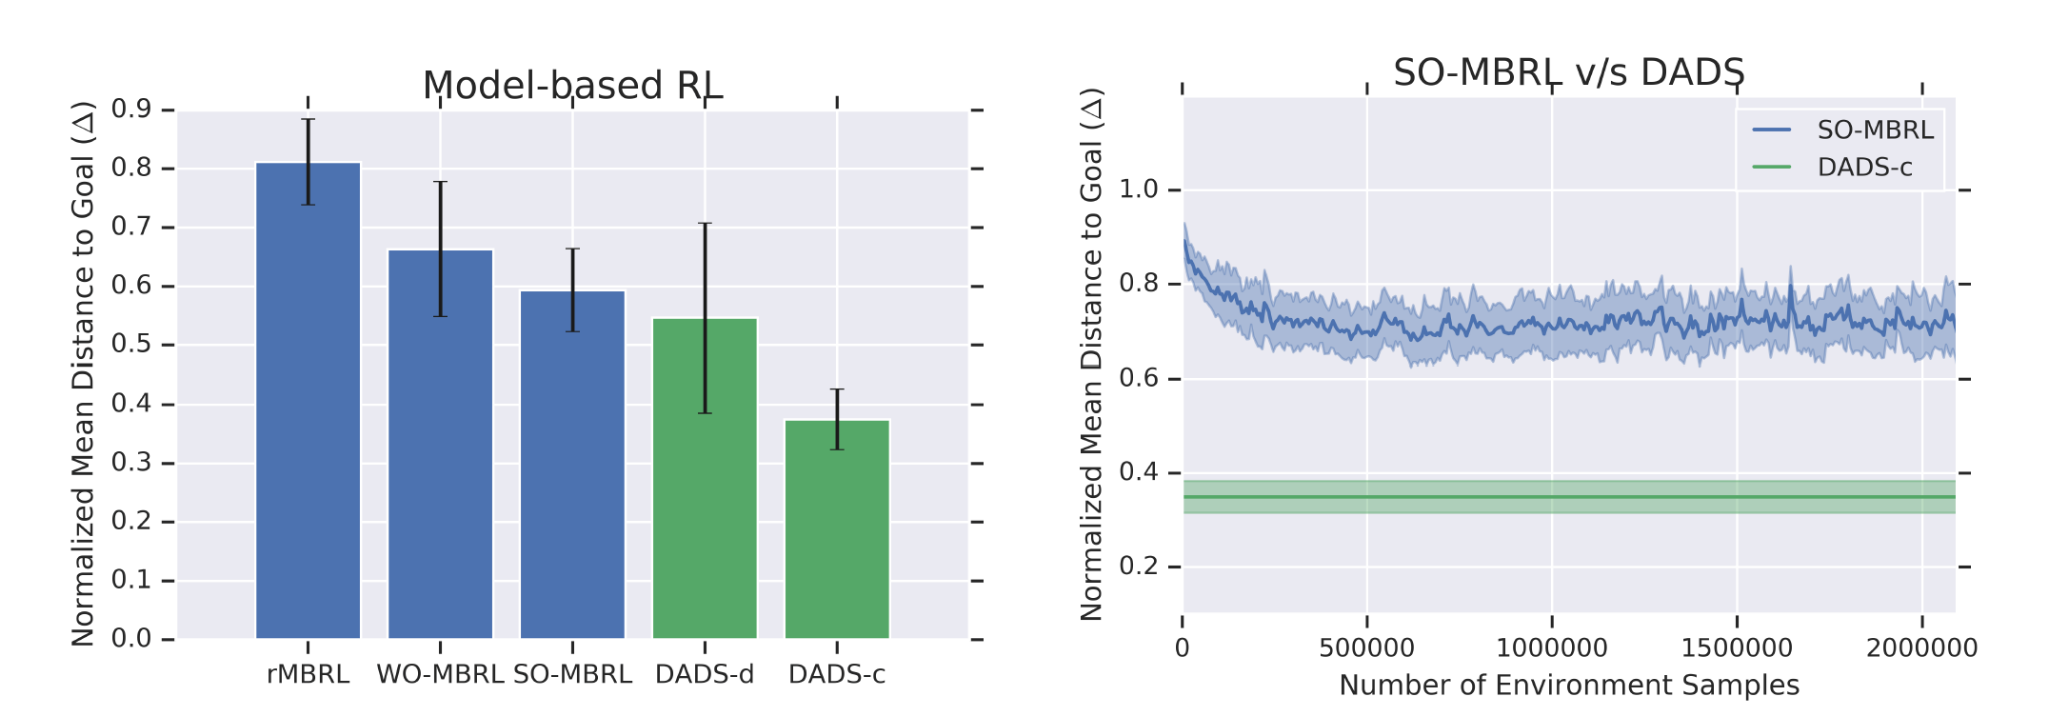 Model-based RL
Normalized Mean Distance to Goal (Δ)
0.9
0.8
0.7
0.6
0.5
0.4
0.3
0.2
0.1
0.0
rMBRL WO-MBRL SO-MBRL DADS-d DADS-c
SO-MBRL v/s DADS
Normalized Mean Distance to Goal (Δ)
SO-MBRL
DADS-c
1.0
0.8
0.6
0.4
0.2
0 500000 1000000 1500000 2000000
Number of Environment Samples